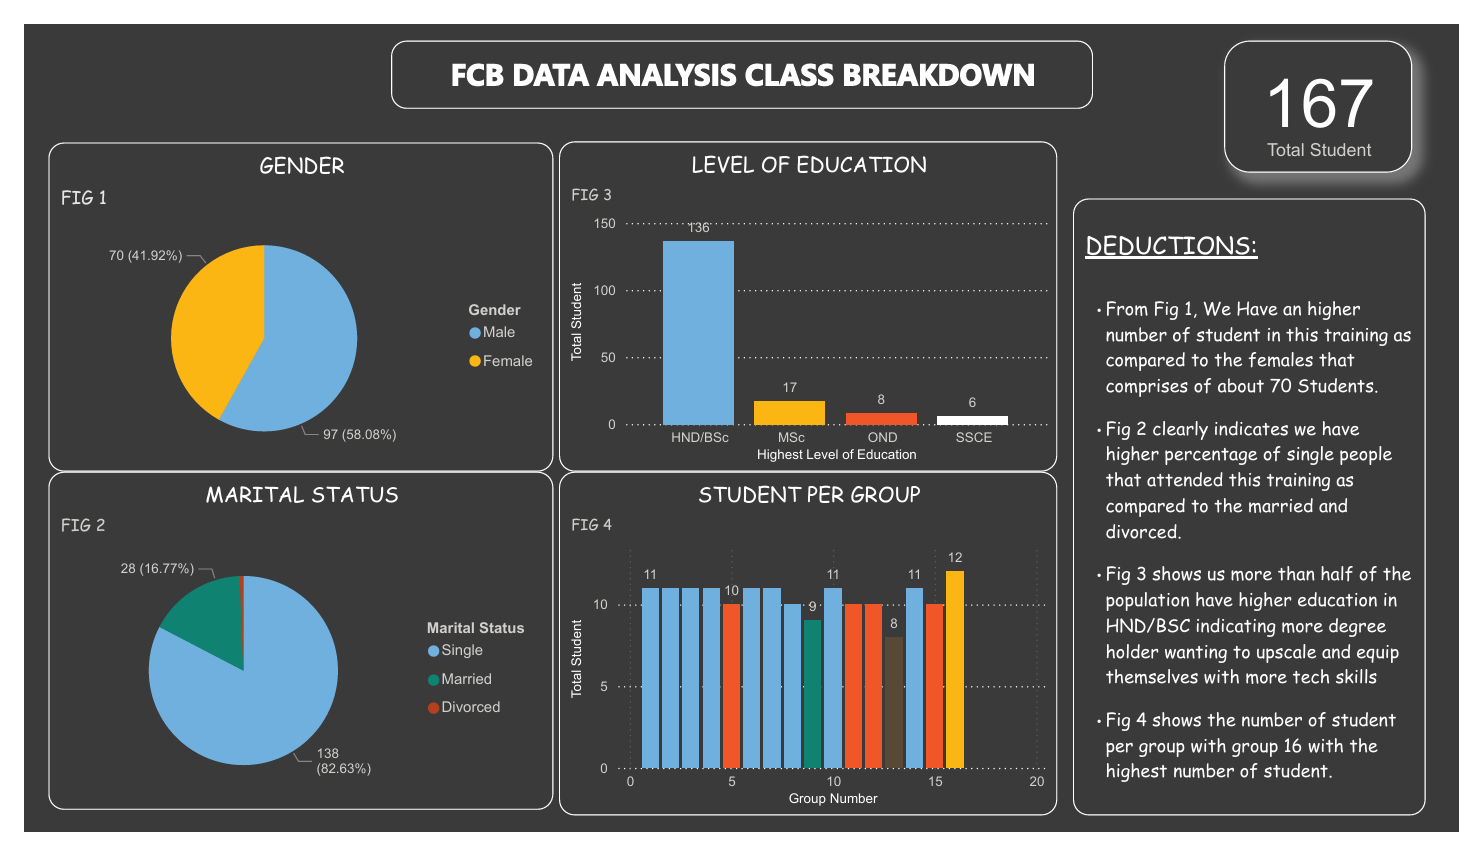 FCB DATA ANALYSIS CLASS BREAKDOWN
167
Total Student
GENDER
FIG 1
70 (41.92%)
97 (58.08%)
Gender
Male
Female
LEVEL OF EDUCATION
FIG 3
Total Student
150
100
50
0
136
17
8
6
HND/BSc MSc OND SSCE
Highest Level of Education
MARITAL STATUS
FIG 2
28 (16.77%)
138
(82.63%)
Marital Status
Single
Married
Divorced
STUDENT PER GROUP
FIG 4
Total Student
10
5
0
11
10
9
11
8
11
12
0 5 10 15 20
Group Number
DEDUCTIONS:
• From Fig 1, We Have an higher
number of student in this training as
compared to the females that
comprises of about 70 Students.
• Fig 2 clearly indicates we have
higher percentage of single people
that attended this training as
compared to the married and
divorced.
• Fig 3 shows us more than half of the
population have higher education in
HND/BSC indicating more degree
holder wanting to upscale and equip
themselves with more tech skills
• Fig 4 shows the number of student
per group with group 16 with the
highest number of student.